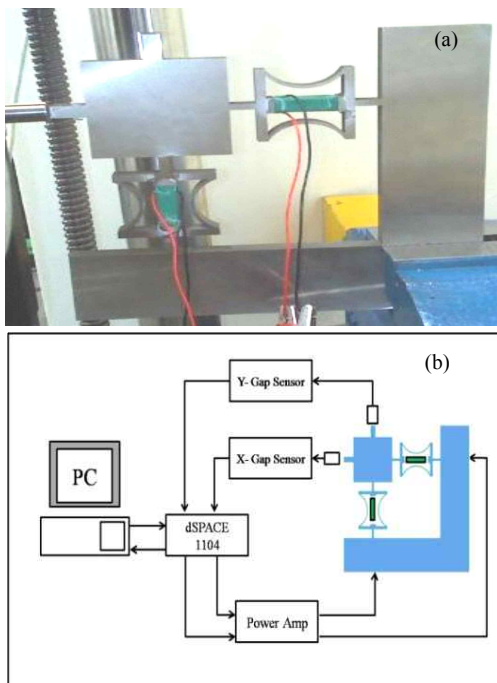 (a)
(b)
Y- Gap Sensor
X- Gap Sensor
PC
dSPACE
1104
Power Amp